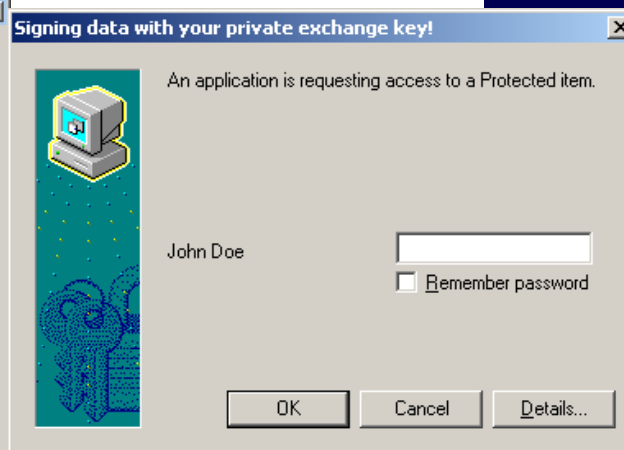 Signing data with your private exchange key!
An application is requesting access to a Protected item.
John Doe
Remember password
OK Cancel Details...